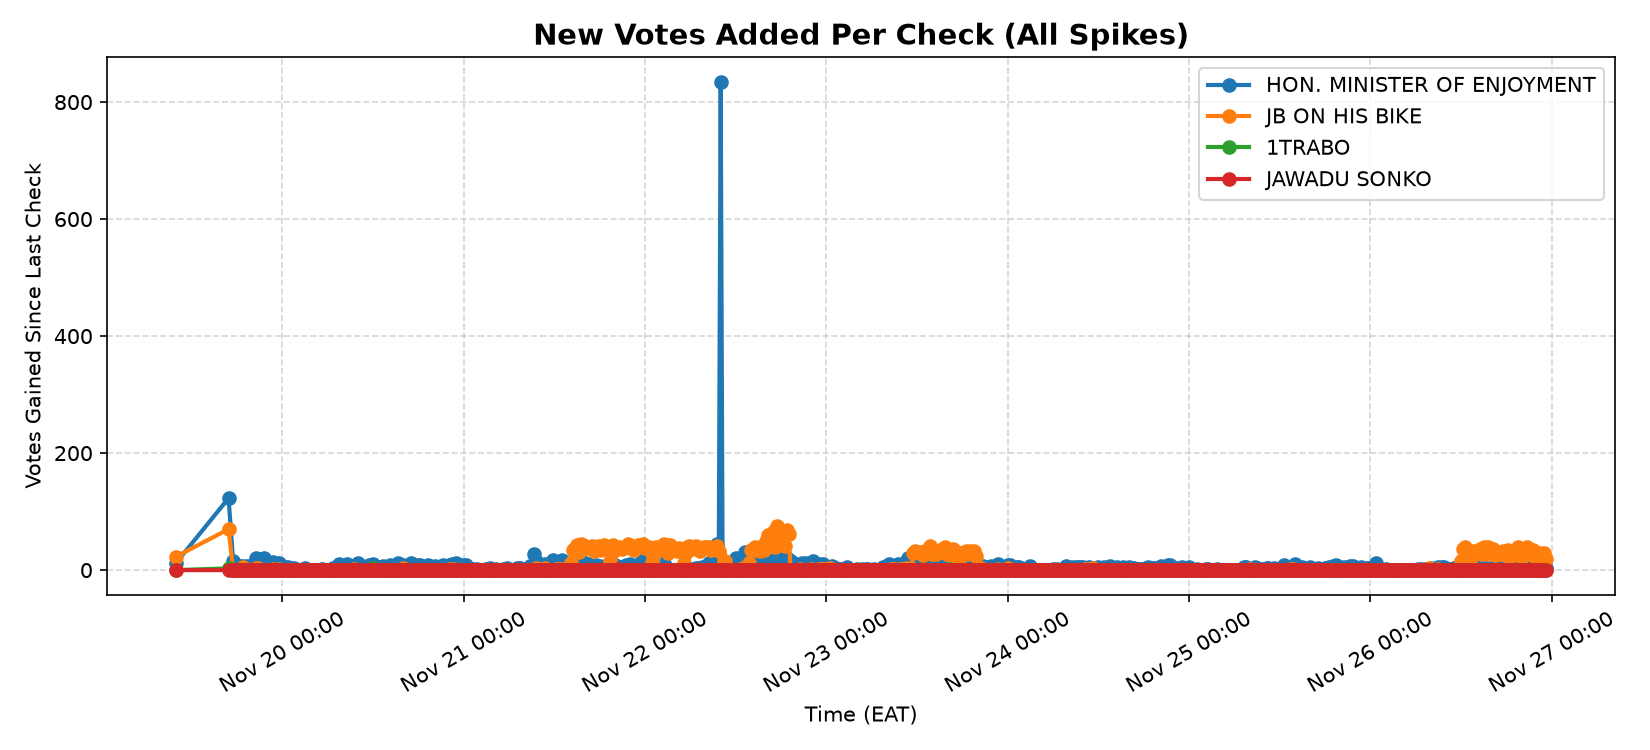 New Votes Added Per Check (All Spikes)
HON. MINISTER OF ENJOYMENT
JB ON HIS BIKE
1TRABO
JAWADU SONKO
Votes Gained Since Last Check
800
600
400
200
0
Nov 20 00:00
Nov 21 00:00
Nov 22 00:00
Nov 23 00:00
Nov 24 00:00
Nov 25 00:00
Nov 26 00:00
Nov 27 00:00
Time (EAT)